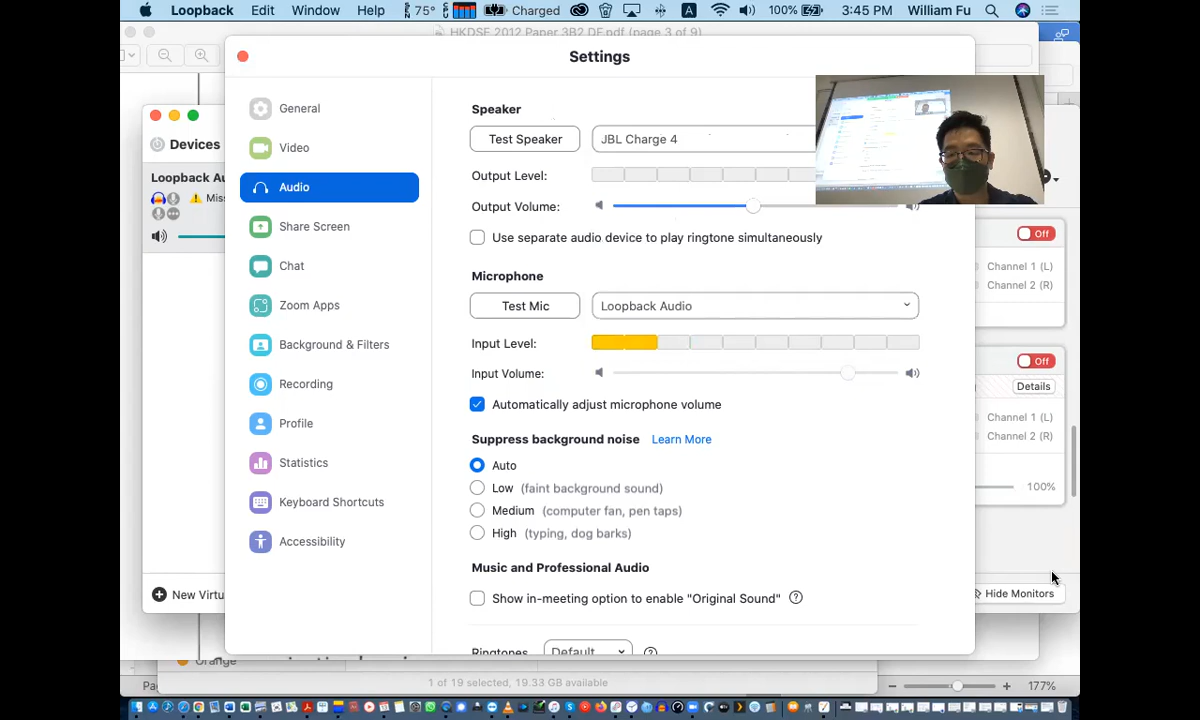 Loopback Edit Window Help 75° Charged A 100% 3:45 PM William Fu
HKDSE 2012 Paper 3B2 DF.pdf (page 3 of 9)
Settings
Devices
Loopback Au
Miss
New Virtu
General
Video
Audio
Share Screen
Chat
Zoom Apps
Background & Filters
Recording
Profile
Statistics
Keyboard Shortcuts
Accessibility
Speaker
Test Speaker JBL Charge 4
Output Level:
Output Volume:
Use separate audio device to play ringtone simultaneously
Microphone
Test Mic Loopback Audio
Input Level:
Input Volume:
Automatically adjust microphone volume
Suppress background noise Learn More
Auto
Low (faint background sound)
Medium (computer fan, pen taps)
High (typing, dog barks)
Music and Professional Audio
Show in-meeting option to enable "Original Sound" ?
Ringtones Default ?
Off
Channel 1 (L)
Channel 2 (R)
Off
Details
Channel 1 (L)
Channel 2 (R)
100%
Hide Monitors
Orange
1 of 19 selected, 19.33 GB available
Pa
177%